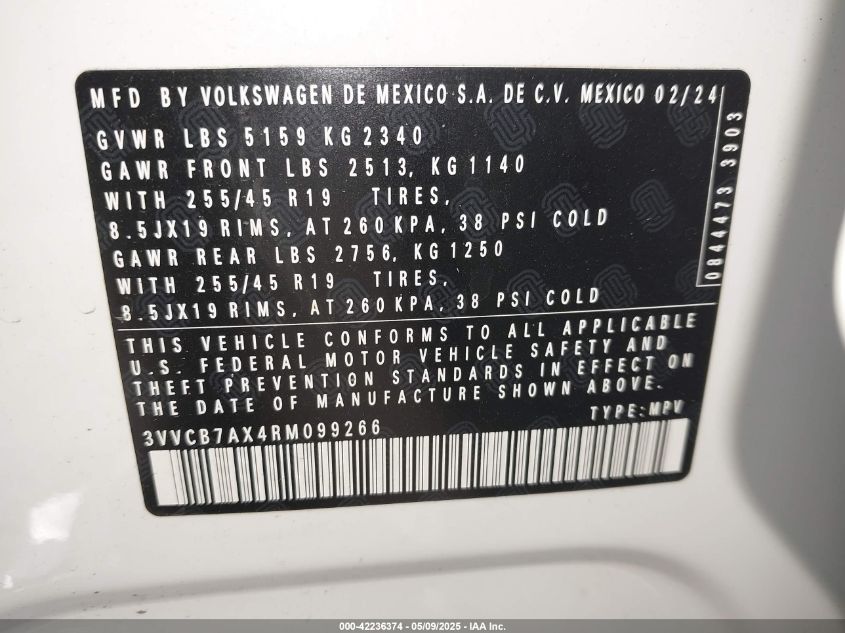 MFD BY VOLKSWAGEN DE MEXICO S.A. DE C.V. MEXICO 02/24
GVWR LBS 5159 KG 2340
GAWR FRONT LBS 2513, KG 1140
WITH 255/45 R19 TIRES,
8.5JX19 RIMS, AT 260 KPA, 38 PSI COLD
GAWR REAR LBS 2756, KG 1250
WITH 255/45 R19 TIRES,
8.5JX19 RIMS, AT 260 KPA, 38 PSI COLD
0844473 3903
THIS VEHICLE CONFORMS TO ALL APPLICABLE
U.S. FEDERAL MOTOR VEHICLE SAFETY AND
THEFT PREVENTION STANDARDS IN EFFECT ON
THE DATE OF MANUFACTURE SHOWN ABOVE.
3VVCB7AX4RM099266 TYPE:MPV
000-42236374 | 05/09/2025 - IAA Inc.